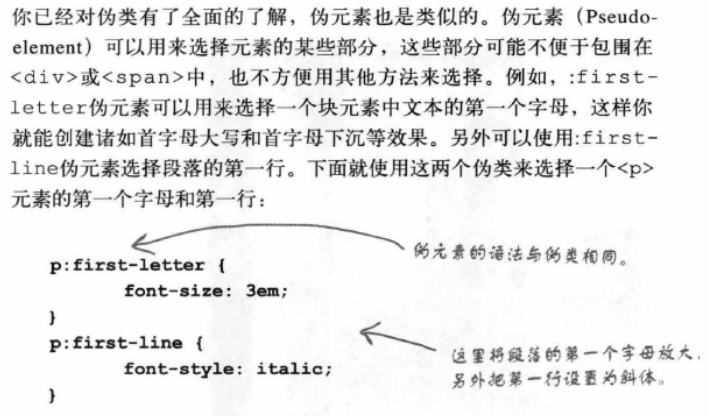 你已经对伪类有了全面的了解，伪元素也是类似的。伪元素（Pseudo-
element）可以用来选择元素的某些部分，这些部分可能不便于包围在
<div>或<span>中，也不方便用其他方法来选择。例如，:first-
letter伪元素可以用来选择一个块元素中文本的第一个字母，这样你
就能创建诸如首字母大写和首字母下沉等效果。另外可以使用:first-
line伪元素选择段落的第一行。下面就使用这两个伪类来选择一个<p>
元素的第一个字母和第一行：
伪元素的语法与伪类相同。
p:first-letter {
font-size: 3em;
}
p:first-line {
font-style: italic;
}
这里将段落的第一个字母放大，
另外把第一行设置为斜体。